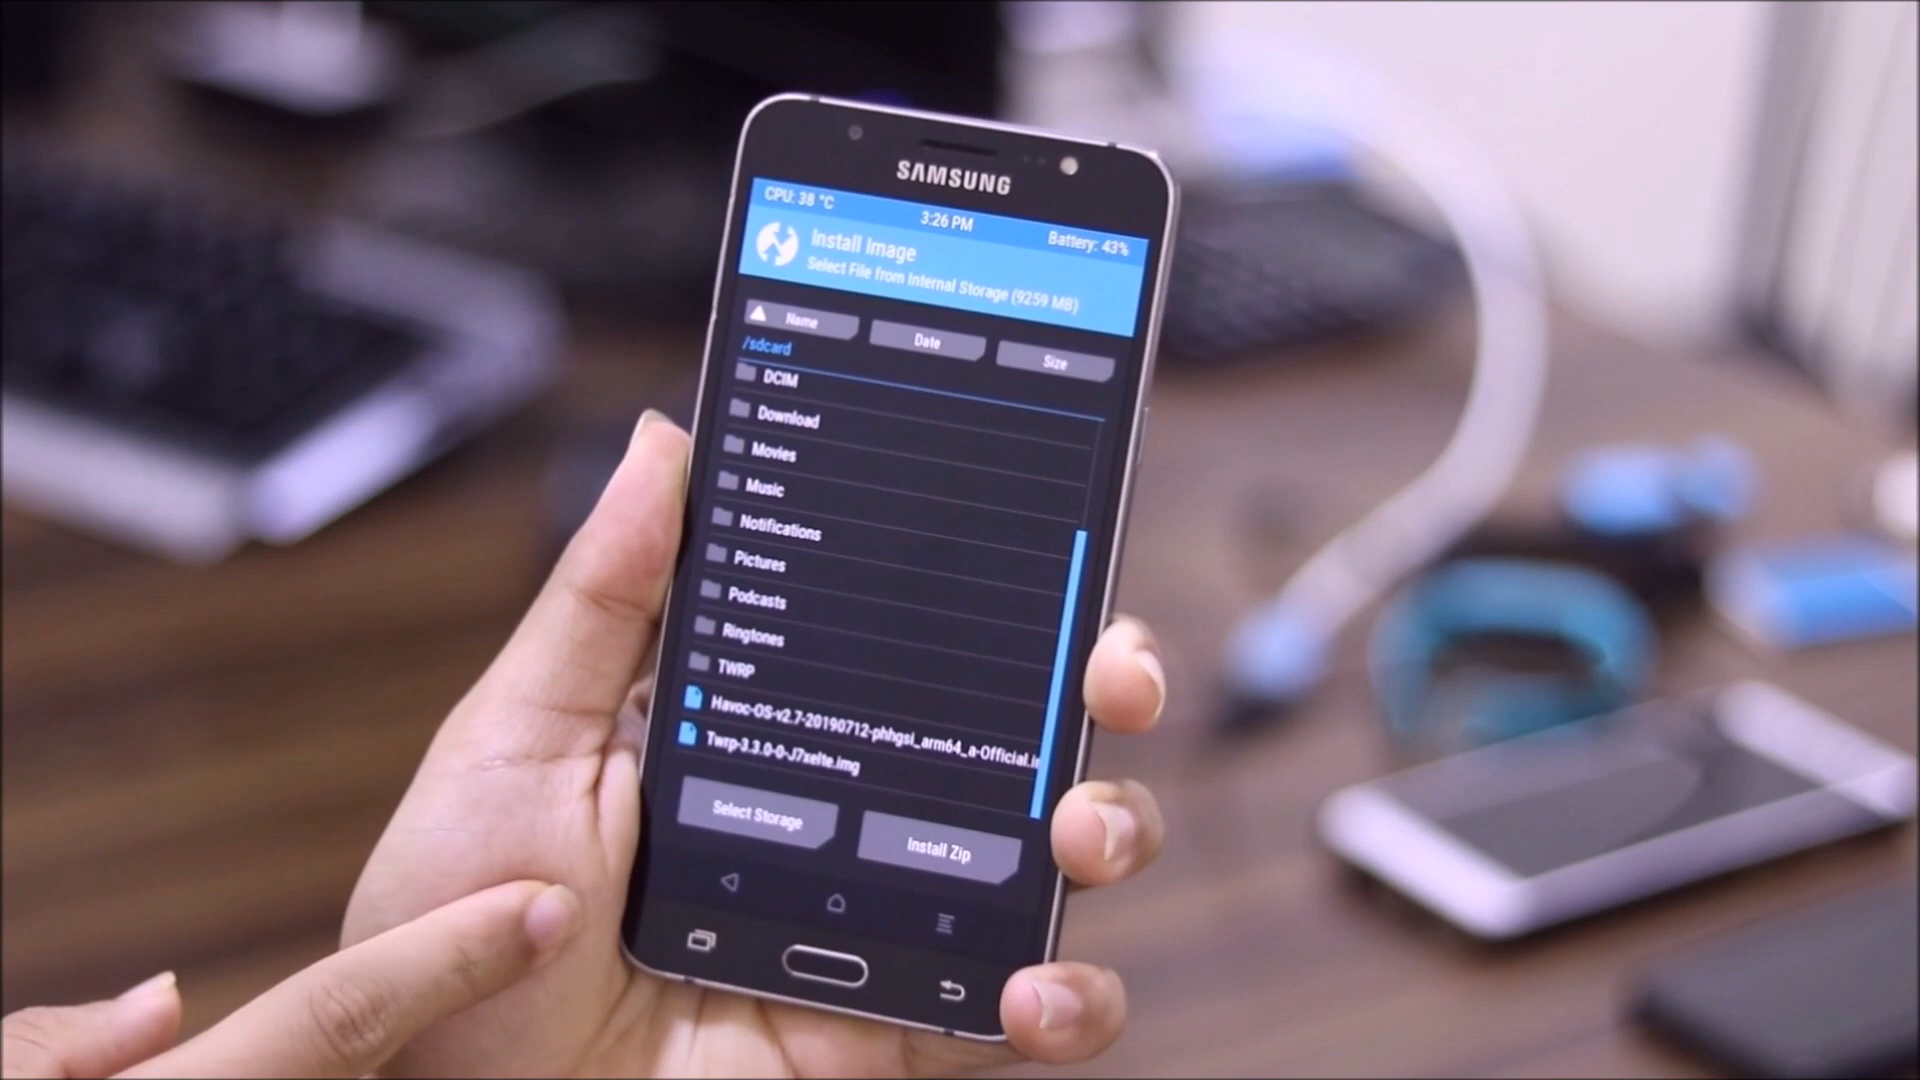 SAMSUNG
CPU: 38 °C
3:26 PM
Battery: 43%
Install Image
Select File from Internal Storage (9259 MB)
Name
Date
Size
/sdcard
DCIM
Download
Movies
Music
Notifications
Pictures
Podcasts
Ringtones
TWRP
Havoc-OS-v2.7-20190712-phhgsi_arm64_a-Official.i
Twrp-3.3.0-0-J7xelte.img
Select Storage
Install Zip